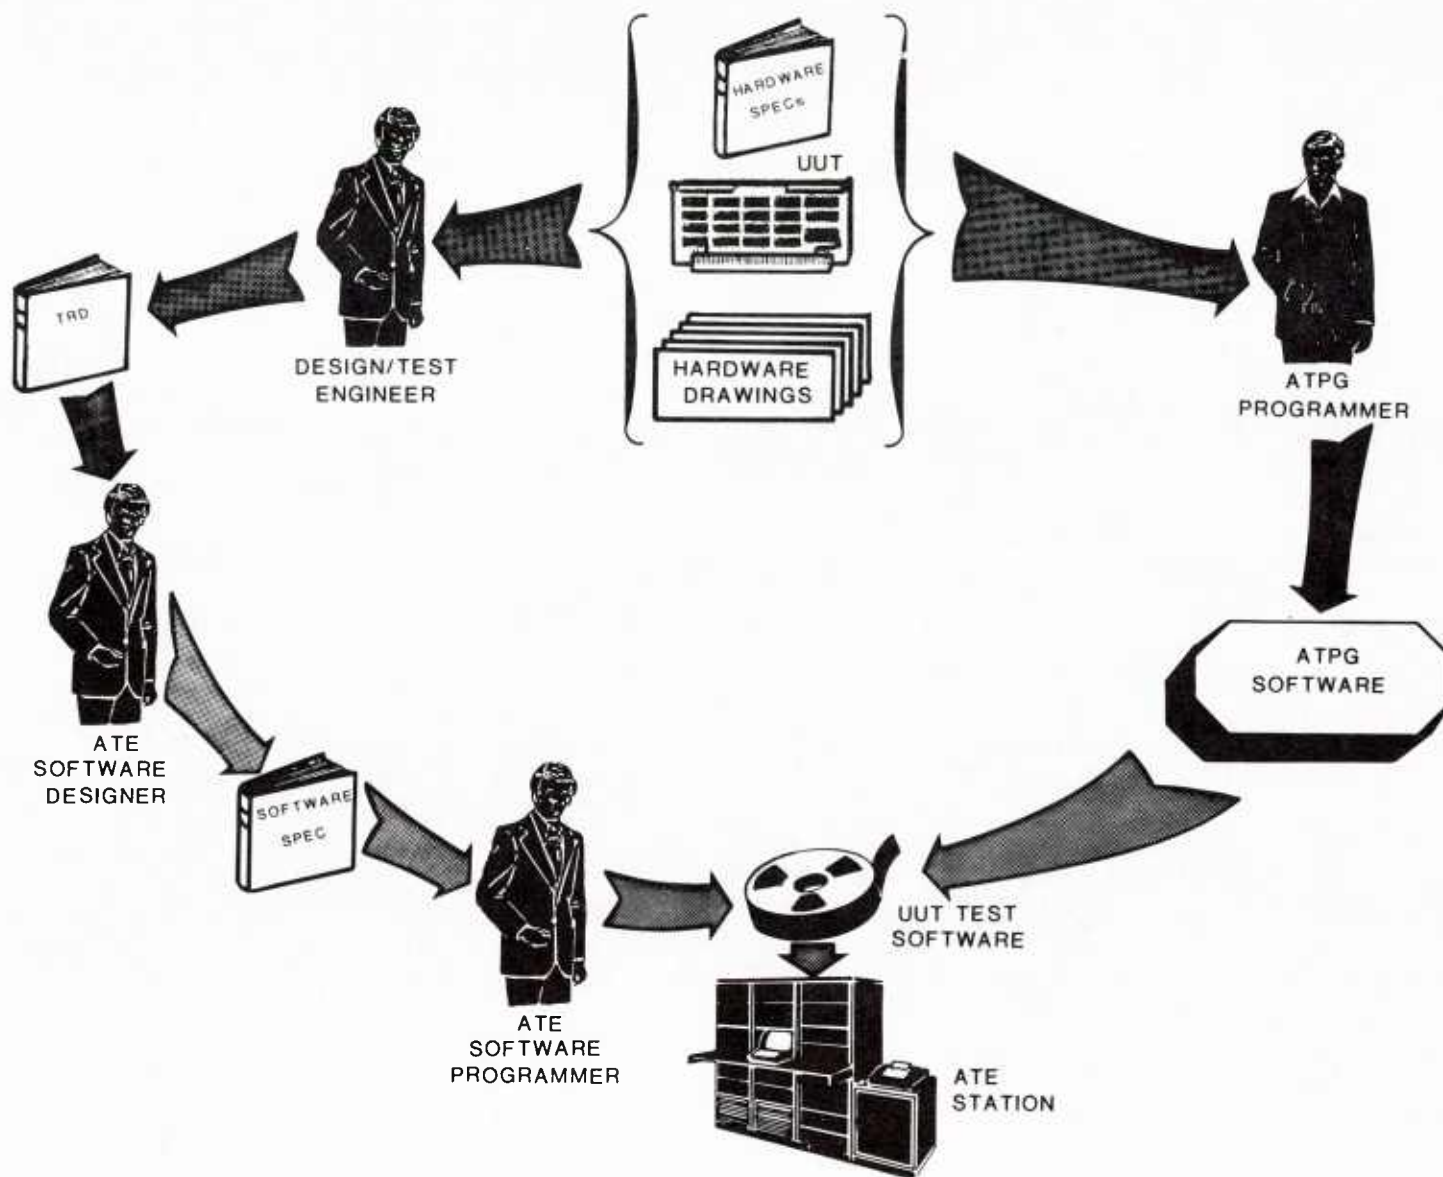 HARDWARE
SPECs
UUT
HARDWARE
DRAWINGS
DESIGN/TEST
ENGINEER
TRD
ATPG
PROGRAMMER
ATE
SOFTWARE
DESIGNER
ATPG
SOFTWARE
SOFTWARE
SPEC
ATE
SOFTWARE
PROGRAMMER
UUT TEST
SOFTWARE
ATE
STATION